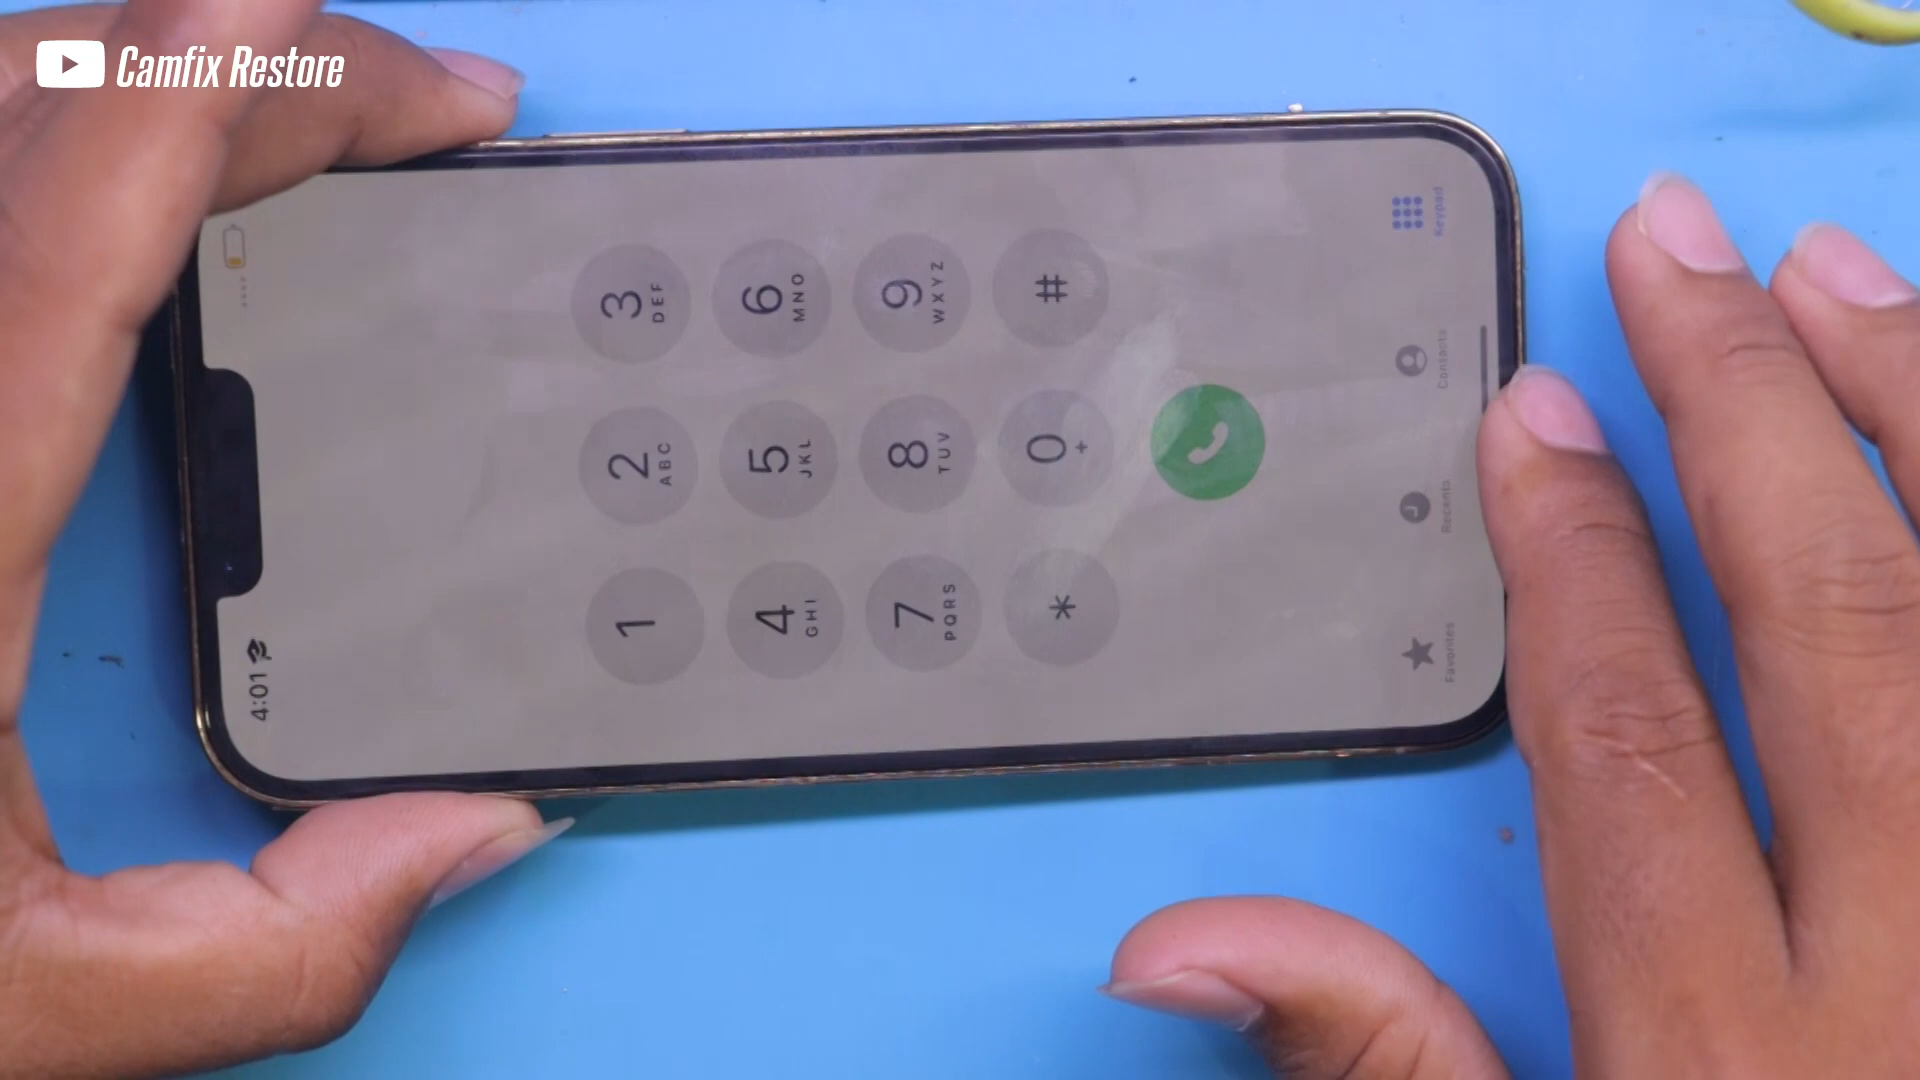 Camfix Restore
4:01
1
2
ABC
3
DEF
4
GHI
5
JKL
6
MNO
7
PQRS
8
TUV
9
WXYZ
*
0
+
#
Favorites
Recents
Contacts
Keypad